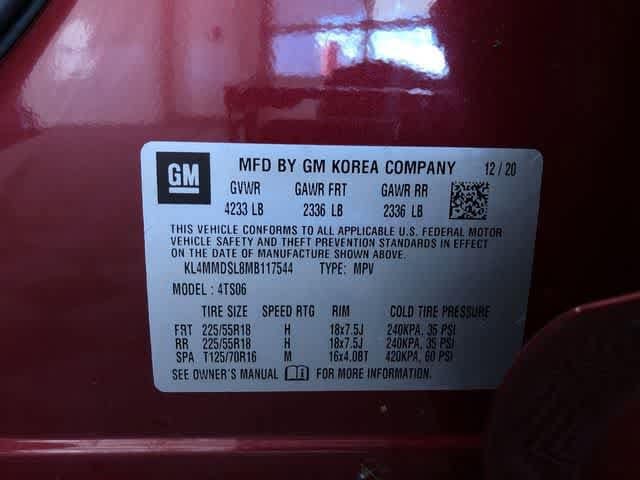 GM MFD BY GM KOREA COMPANY 12/20
GVWR GAWR FRT GAWR RR
4233 LB 2336 LB 2336 LB
THIS VEHICLE CONFORMS TO ALL APPLICABLE U.S. FEDERAL MOTOR
VEHICLE SAFETY AND THEFT PREVENTION STANDARDS IN EFFECT
ON THE DATE OF MANUFACTURE SHOWN ABOVE.
KL4MMDSL8MB117544 TYPE: MPV
MODEL : 4TS06
TIRE SIZE SPEED RTG RIM COLD TIRE PRESSURE
FRT 225/55R18 H 18x7.5J 240KPA, 35 PSI
RR 225/55R18 H 18x7.5J 240KPA, 35 PSI
SPA T125/70R16 M 16x4.0BT 420KPA, 60 PSI
SEE OWNER'S MANUAL FOR MORE INFORMATION.